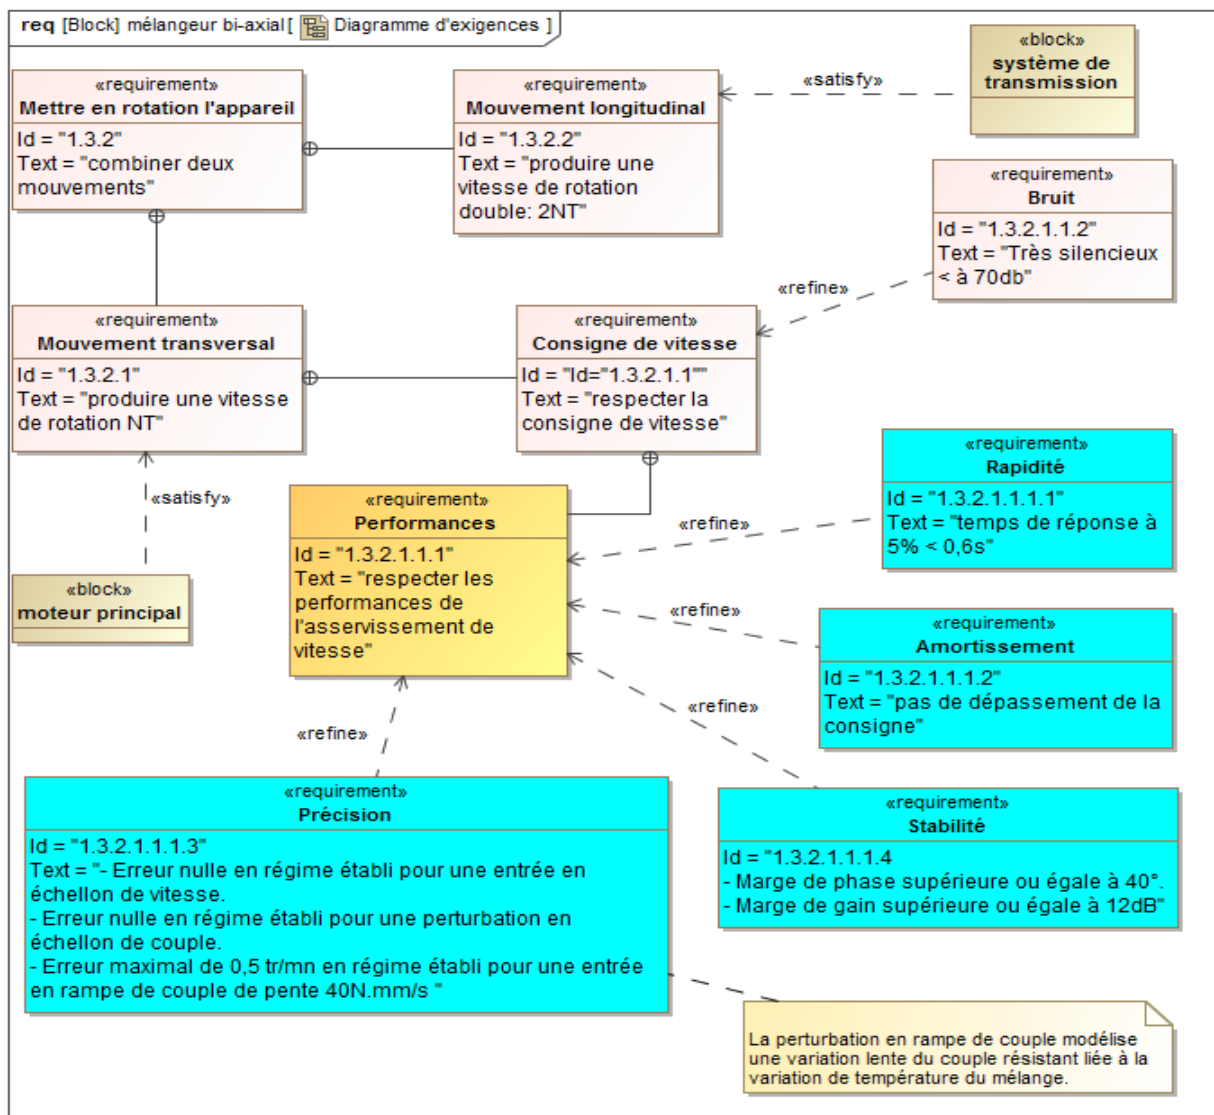 req [Block] mélangeur bi-axial[ Diagramme d'exigences ]
«requirement»
Mettre en rotation l'appareil
Id = "1.3.2"
Text = "combiner deux
mouvements"
«requirement»
Mouvement longitudinal
Id = "1.3.2.2"
Text = "produire une
vitesse de rotation
double: 2NT"
«satisfy»
«block»
système de
transmission
«requirement»
Bruit
Id = "1.3.2.1.1.2"
Text = "Très silencieux
< à 70db"
«refine»
«requirement»
Mouvement transversal
Id = "1.3.2.1"
Text = "produire une vitesse
de rotation NT"
«requirement»
Consigne de vitesse
Id = "Id="1.3.2.1.1""
Text = "respecter la
consigne de vitesse"
«satisfy»
«block»
moteur principal
«requirement»
Performances
Id = "1.3.2.1.1.1"
Text = "respecter les
performances de
l'asservissement de
vitesse"
«requirement»
Rapidité
Id = "1.3.2.1.1.1.1"
Text = "temps de réponse à
5% < 0,6s"
«refine»
«refine»
«requirement»
Amortissement
Id = "1.3.2.1.1.1.2"
Text = "pas de dépassement de la
consigne"
«refine»
«refine»
«requirement»
Précision
Id = "1.3.2.1.1.1.3"
Text = "- Erreur nulle en régime établi pour une entrée en
échellon de vitesse.
- Erreur nulle en régime établi pour une perturbation en
échellon de couple.
- Erreur maximal de 0,5 tr/mn en régime établi pour une entrée
en rampe de couple de pente 40N.mm/s "
«requirement»
Stabilité
Id = "1.3.2.1.1.1.4
- Marge de phase supérieure ou égale à 40°.
- Marge de gain supérieure ou égale à 12dB"
La perturbation en rampe de couple modélise
une variation lente du couple résistant liée à la
variation de température du mélange.